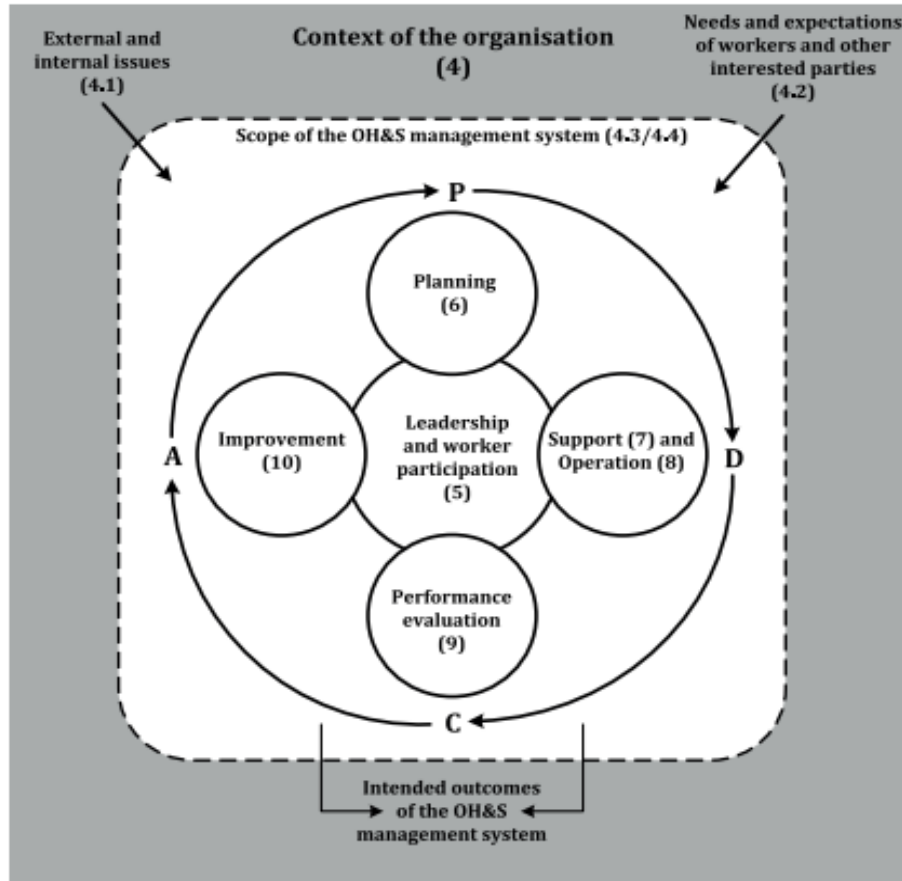 External and
internal issues
(4.1)
Context of the organisation
(4)
Needs and expectations
of workers and other
interested parties
(4.2)
Scope of the OH&S management system (4.3/4.4)
P
Planning
(6)
A
Improvement
(10)
Leadership
and worker
participation
(5)
Support (7) and
Operation (8)
D
Performance
evaluation
(9)
C
Intended outcomes
of the OH&S
management system